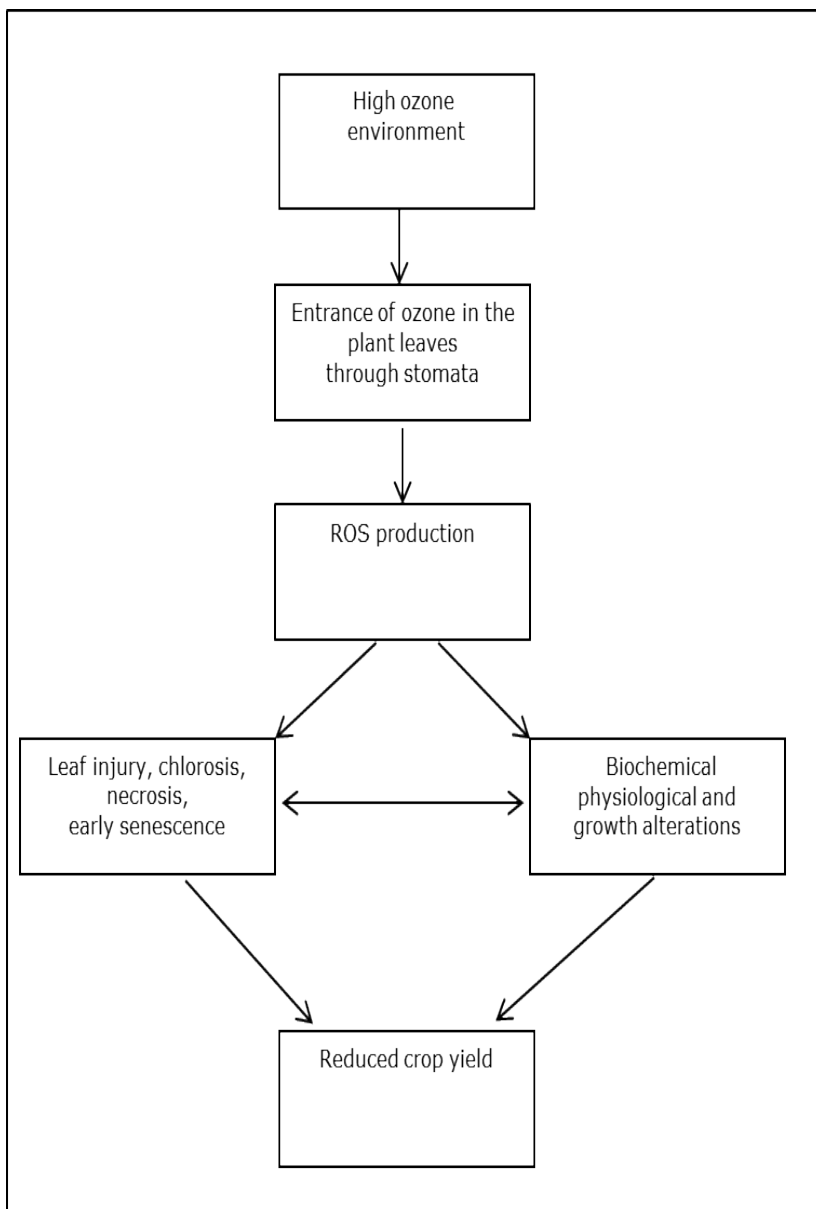 High ozone
environment
Entrance of ozone in the
plant leaves
through stomata
ROS production
Leaf injury, chlorosis,
necrosis,
early senescence
Biochemical
physiological and
growth alterations
Reduced crop yield